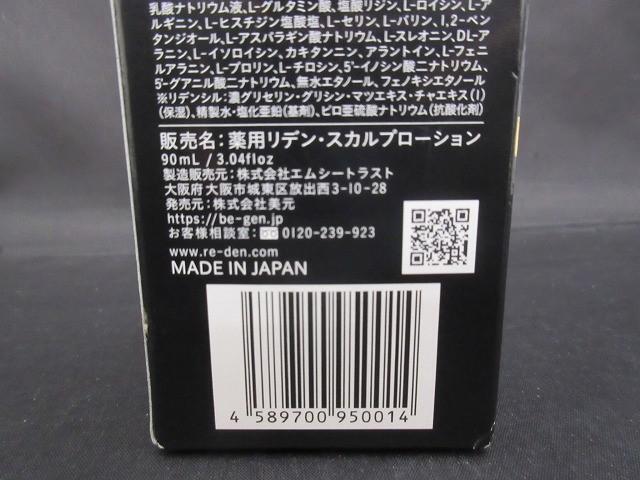 乳酸ナトリウム液、L-グルタミン酸、塩酸リジン、L-ロイシン、L-ア
ルギニン、L-ヒスチジン塩酸塩、L-セリン、L-バリン、1,2-ペン
タンジオール、L-アスパラギン酸ナトリウム、L-スレオニン、DL-ア
ラニン、L-イソロイシン、カキタンニン、アラントイン、L-フェニ
ルアラニン、L-プロリン、L-チロシン、5'-イノシン酸二ナトリウム、
5'-グアニル酸二ナトリウム、無水エタノール、フェノキシエタノール
※リデンシル:濃グリセリン・グリシン・マツエキス・チャエキス(1)
(保湿)、精製水・塩化亜鉛(基剤)、ピロ亜硫酸ナトリウム(抗酸化剤)
販売名:薬用リデン・スカルプローション
90mL / 3.04floz
製造販売元:株式会社エムシートラスト
大阪府大阪市城東区放出西3-10-28
発売元:株式会社美元
https://be-gen.jp
お客様相談室: 0120-239-923
www.re-den.com
MADE IN JAPAN
4 589700 950014